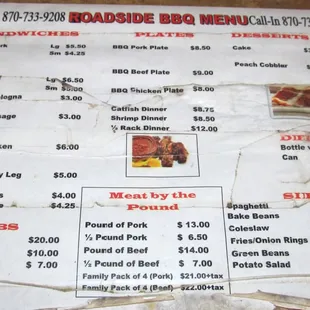 870-733-9208 ROADSIDE BBQ MENU Call-In 870-73
NDWICHES
Lg $5.50
Sm
Lg $6.50
Sm
ologna $3.00
sage $3.00
ken $6.00
y Leg $5.00
s $4.00
e $4.25
BS
$20.00
$10.00
$ 7.00
PLATES
BBQ Pork Plate $8.50
BBQ Beef Plate $9.00
BBQ Chicken Plate $8.00
Catfish Dinner $8.75
Shrimp Dinner $8.50
½ Rack Dinner $12.00
Meat by the
Pound
Pound of Pork $ 13.00
½ Pound Pork $ 6.50
Pound of Beef $14.00
½ Pound of Beef $ 7.00
Family Pack of 4 (Pork) $21.00+tax
Family Pack of 4 (Beef) $22.00+tax
DESSERTS
Cake $3
Peach Cobbler $
Bottle
Can
Spaghetti
Bake Beans
Coleslaw
Fries/Onion Rings
Green Beans
Potato Salad